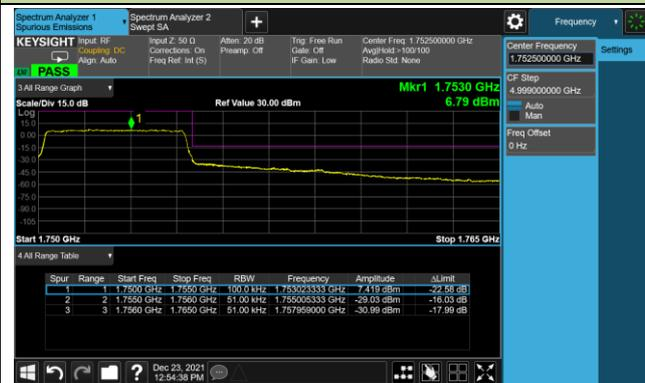 Spectrum Analyzer 1
Spurious Emissions
Spectrum Analyzer 2
Swept SA
Frequency
KEYSIGHT Input: RF
Coupling: DC
Align: Auto
Input Z: 50 Ω
Corrections: On
Freq Ref: Int (S)
Atten: 20 dB
Preamp: Off
Trig: Free Run
Gate: Off
IF Gain: Low
Center Freq: 1.752500000 GHz
Avg|Hold:>100/100
Radio Std: None
PASS
Center Frequency
1.752500000 GHz
Settings
CF Step
4.999000000 GHz
Auto
Man
Freq Offset
0 Hz
3 All Range Graph
Mkr1 1.7530 GHz
Scale/Div 15.0 dB
Ref Value 30.00 dBm
6.79 dBm
Log
15.0
0.00
-15.0
-30.0
-45.0
-60.0
-75.0
-90.0
-105
1
Start 1.750 GHz
Stop 1.765 GHz
4 All Range Table
Spur Range Start Freq Stop Freq RBW Frequency Amplitude ΔLimit
1 1 1.7500 GHz 1.7550 GHz 100.0 kHz 1.753023333 GHz 7.419 dBm -22.58 dB
2 2 1.7550 GHz 1.7560 GHz 51.00 kHz 1.755005333 GHz -29.03 dBm -16.03 dB
3 3 1.7560 GHz 1.7650 GHz 51.00 kHz 1.757959000 GHz -30.99 dBm -17.99 dB
Dec 23, 2021
12:54:38 PM